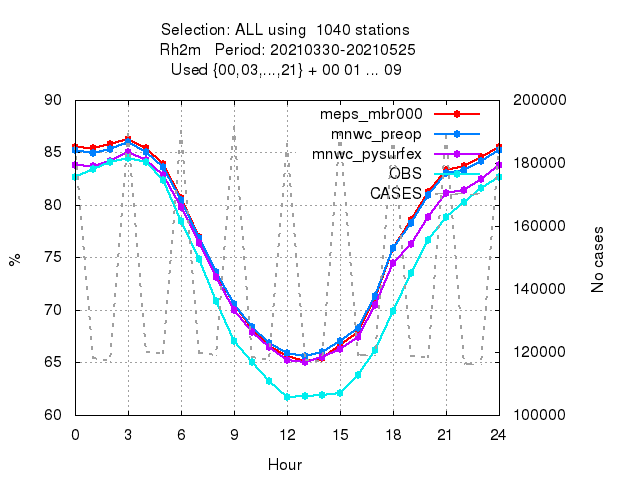 Selection: ALL using  1040 stations
Rh2m   Period: 20210330-20210525
Used {00,03,...,21} + 00 01 ... 09
90
85
80
75
70
65
60
%
200000
180000
160000
140000
120000
100000
No cases
meps_mbr000
mnwc_preop
mnwc_pysurfex
OBS
CASES
0 3 6 9 12 15 18 21 24
Hour